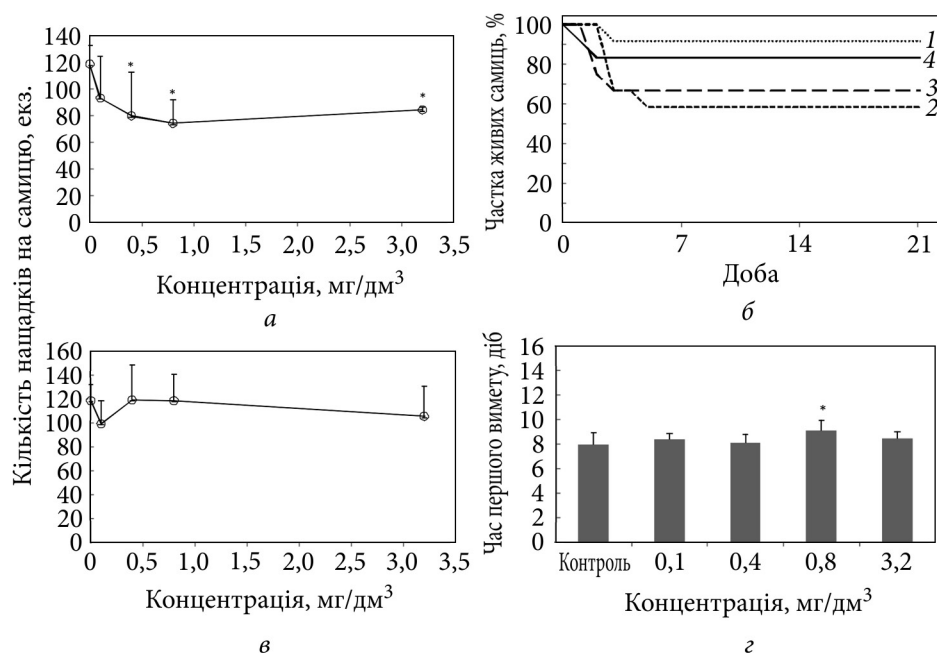 Кількість нащадків на самицю, екз.
140
120
100
80
60
40
20
0
*
*
*
0 0,5 1,0 1,5 2,0 2,5 3,0 3,5
Концентрація, мг/дм³
а
Частка живих самиць, %
100
80
60
40
20
0
1
4
3
2
0 7 14 21
Доба
б
160
140
120
100
80
60
40
20
0
0 0,5 1,0 1,5 2,0 2,5 3,0 3,5
Концентрація, мг/дм³
в
Час першого вимету, діб
16
14
12
10
8
6
4
2
0
*
Контроль 0,1 0,4 0,8 3,2
Концентрація, мг/дм³
г